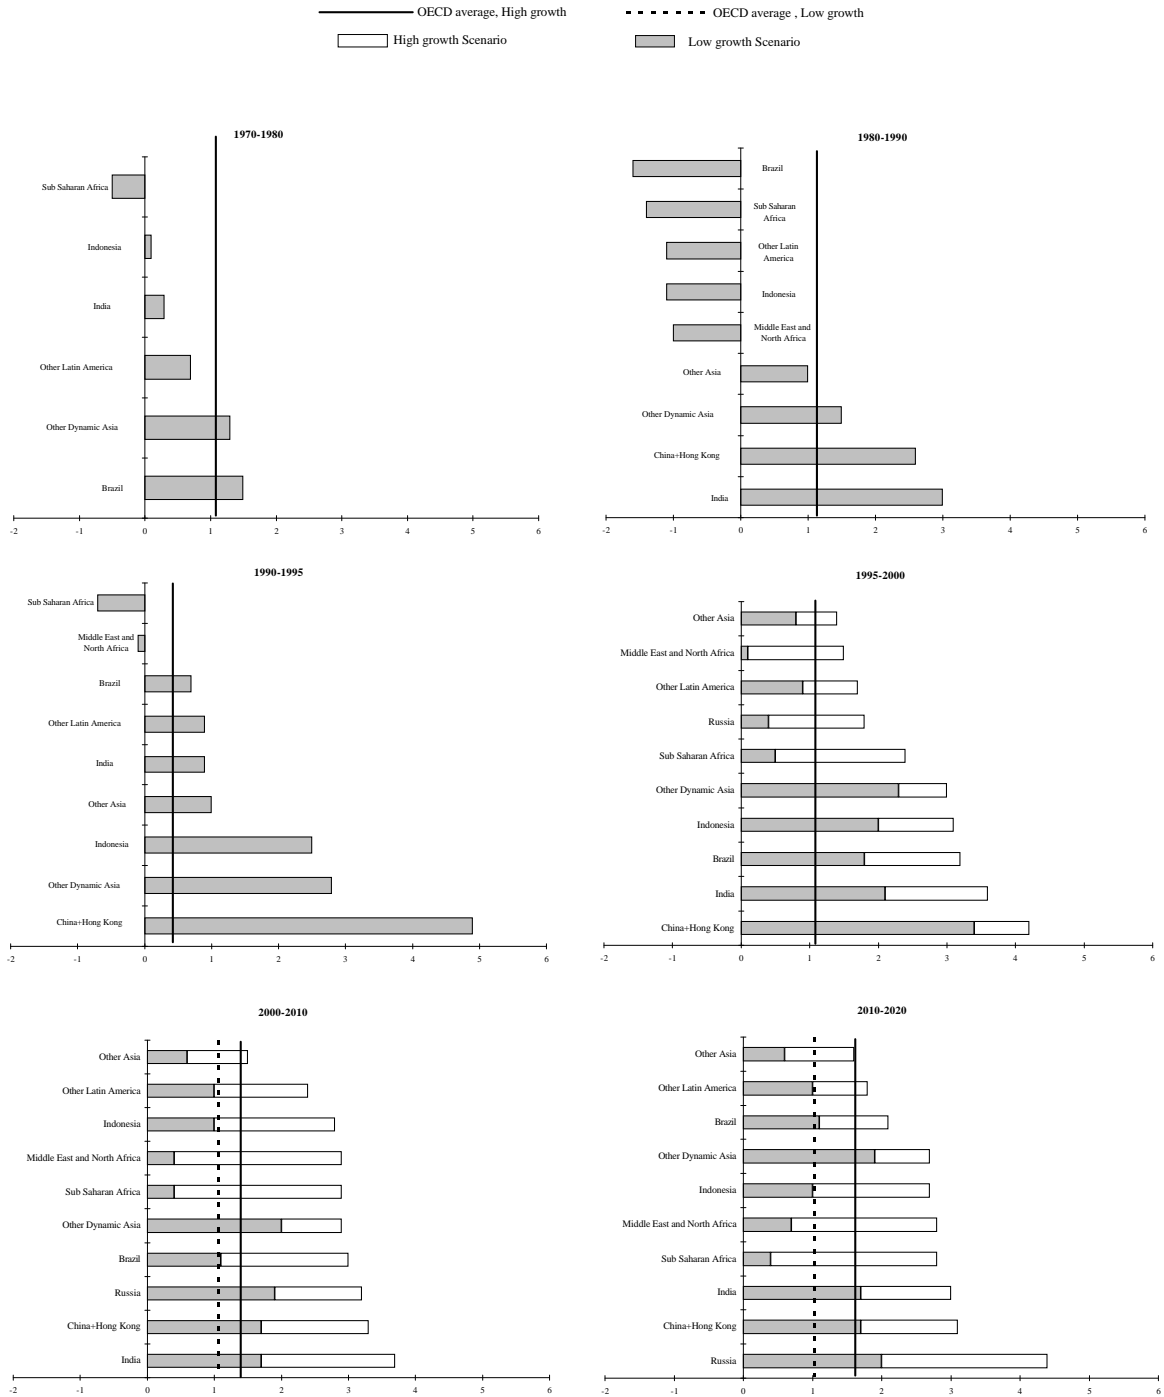 OECD average, High growth
OECD average , Low growth
High growth Scenario
Low growth Scenario
1970-1980
Sub Saharan Africa
Indonesia
India
Other Latin America
Other Dynamic Asia
Brazil
-2 -1 0 1 2 3 4 5 6
1980-1990
Brazil
Sub Saharan
Africa
Other Latin
America
Indonesia
Middle East and
North Africa
Other Asia
Other Dynamic Asia
China+Hong Kong
India
-2 -1 0 1 2 3 4 5 6
1990-1995
Sub Saharan Africa
Middle East and
North Africa
Brazil
Other Latin America
India
Other Asia
Indonesia
Other Dynamic Asia
China+Hong Kong
-2 -1 0 1 2 3 4 5 6
1995-2000
Other Asia
Middle East and North Africa
Other Latin America
Russia
Sub Saharan Africa
Other Dynamic Asia
Indonesia
Brazil
India
China+Hong Kong
-2 -1 0 1 2 3 4 5 6
2000-2010
Other Asia
Other Latin America
Indonesia
Middle East and North Africa
Sub Saharan Africa
Other Dynamic Asia
Brazil
Russia
China+Hong Kong
India
-2 -1 0 1 2 3 4 5 6
2010-2020
Other Asia
Other Latin America
Brazil
Other Dynamic Asia
Indonesia
Middle East and North Africa
Sub Saharan Africa
India
China+Hong Kong
Russia
-2 -1 0 1 2 3 4 5 6